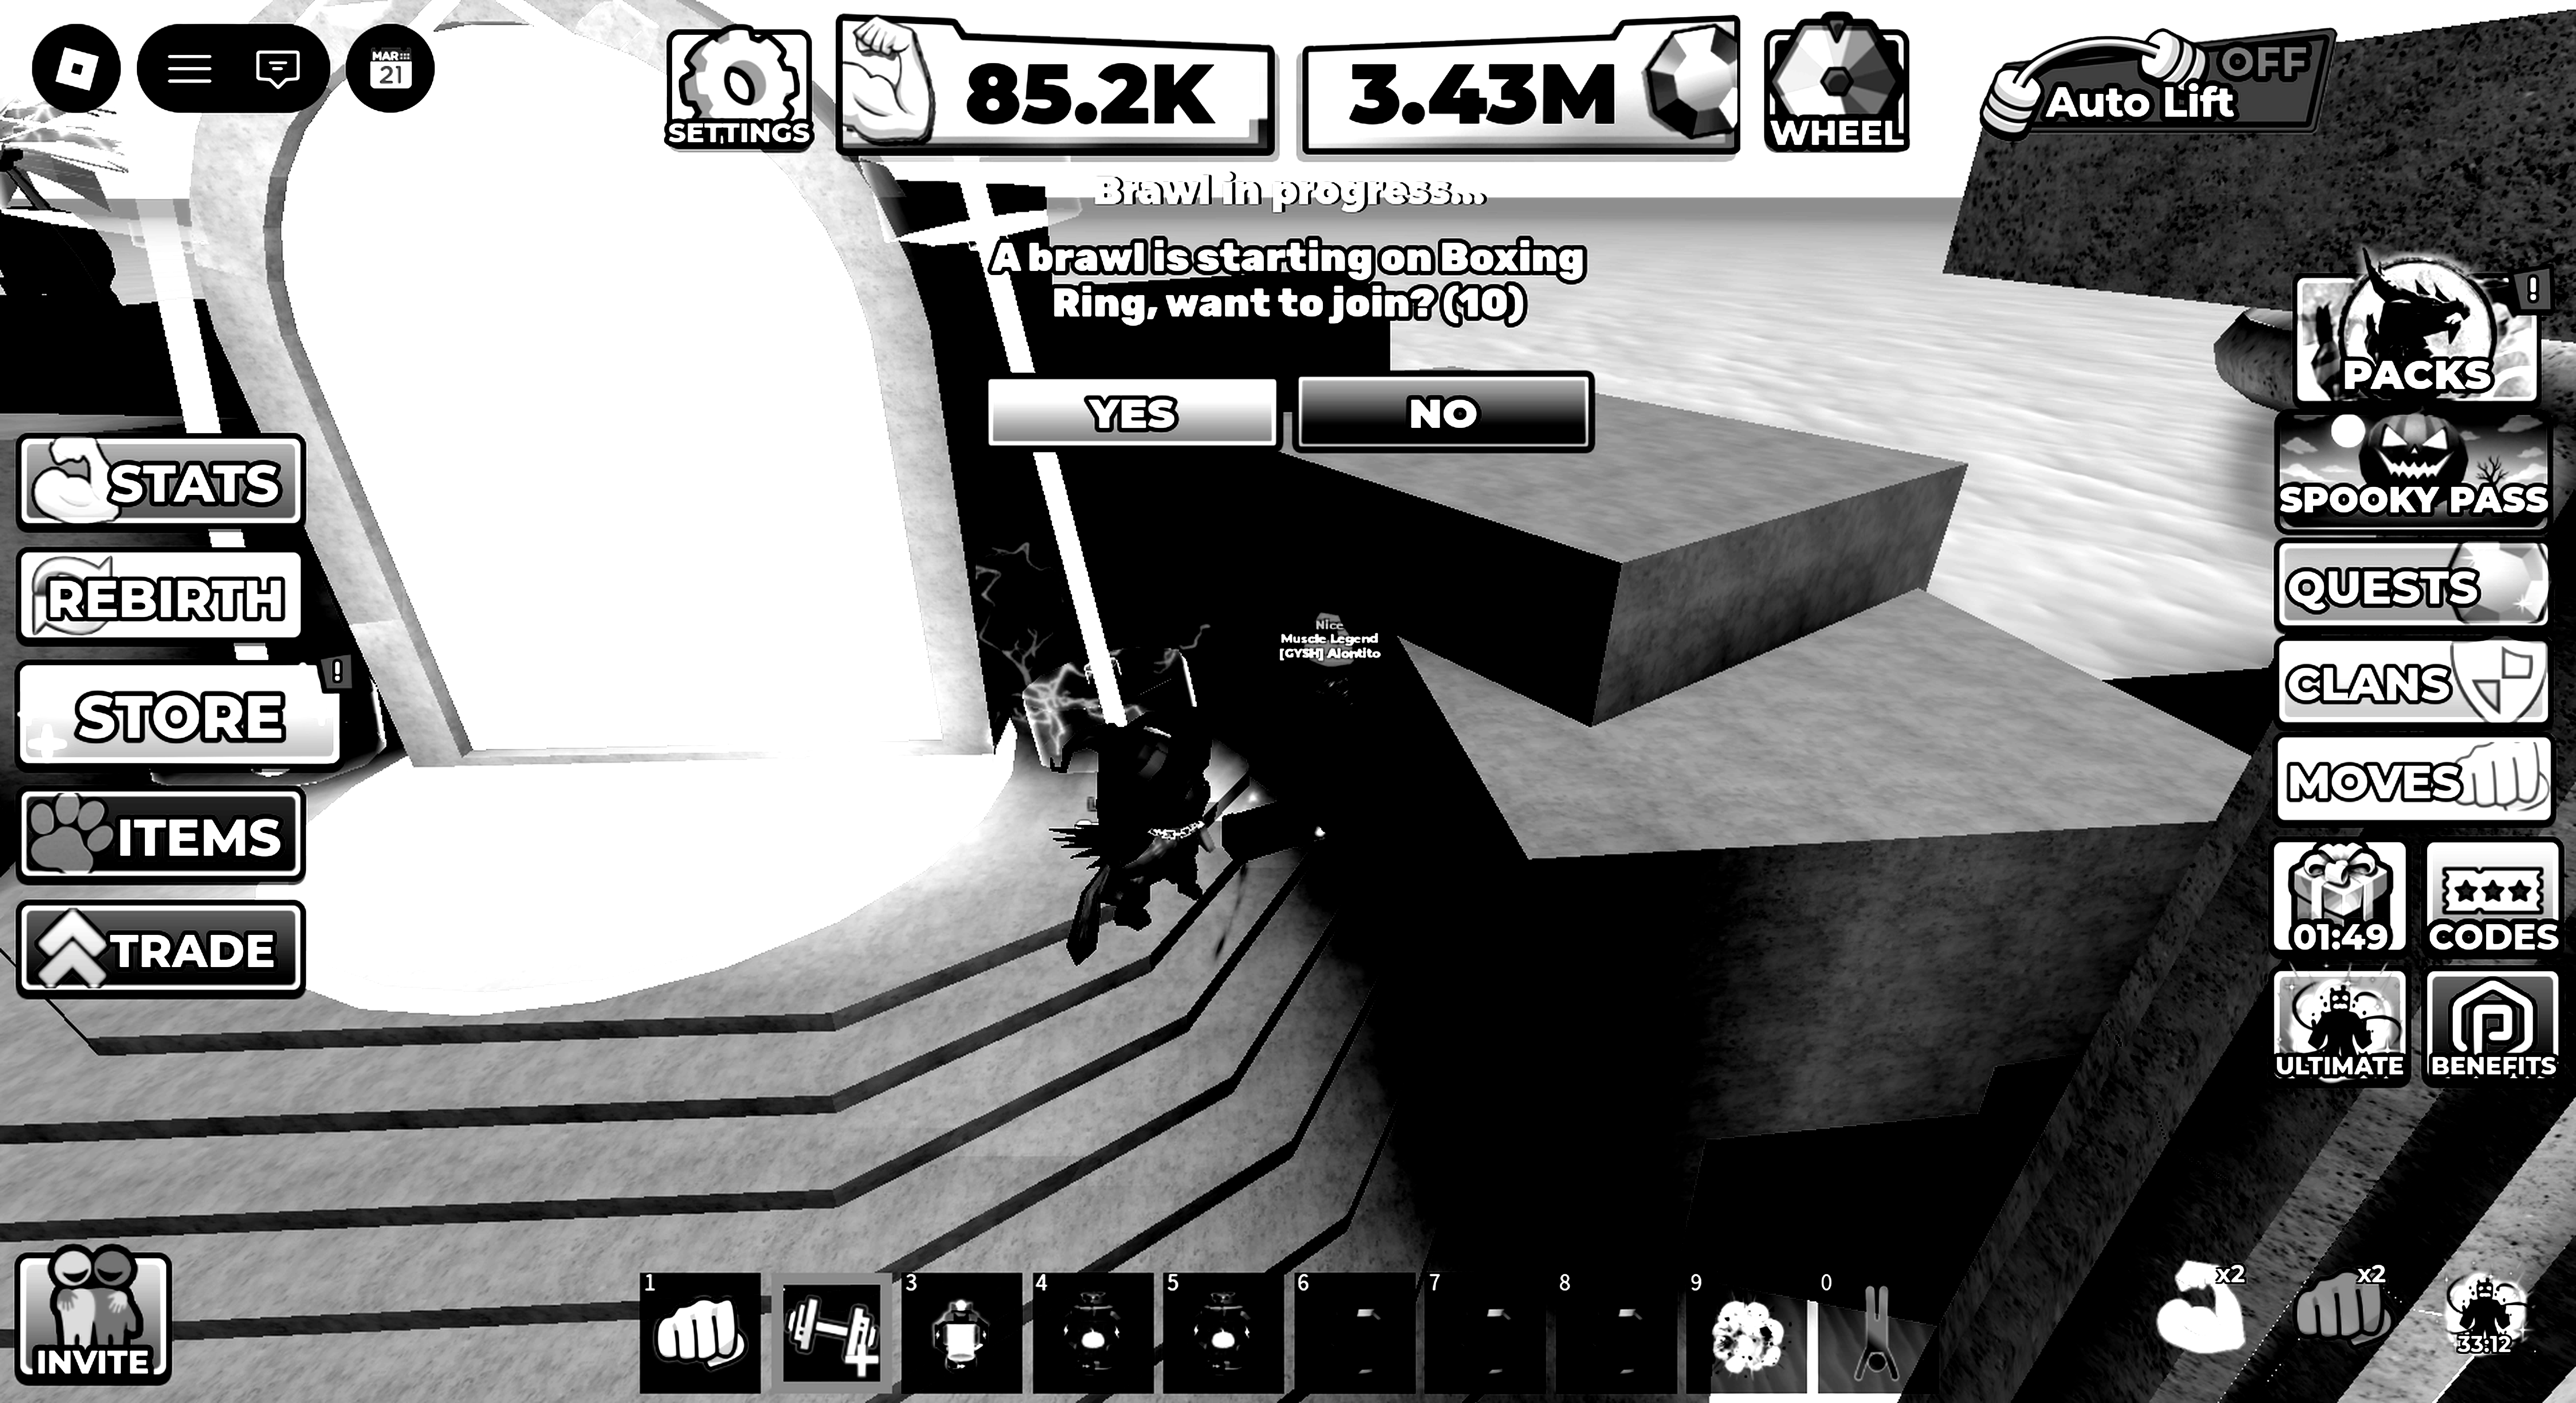 MAR
21
SETTINGS
85.2K
3.43M
WHEEL
OFF
Auto Lift
Brawl in progress...
A brawl is starting on Boxing
Ring, want to join? (10)
YES
NO
STATS
REBIRTH
STORE
!
ITEMS
TRADE
INVITE
Nice
Muscle Legend
[GYSH] Alontito
!
PACKS
SPOOKY PASS
QUESTS
CLANS
MOVES
01:49
CODES
ULTIMATE
BENEFITS
1
3
4
5
6
7
8
9
0
x2
x2
33:12